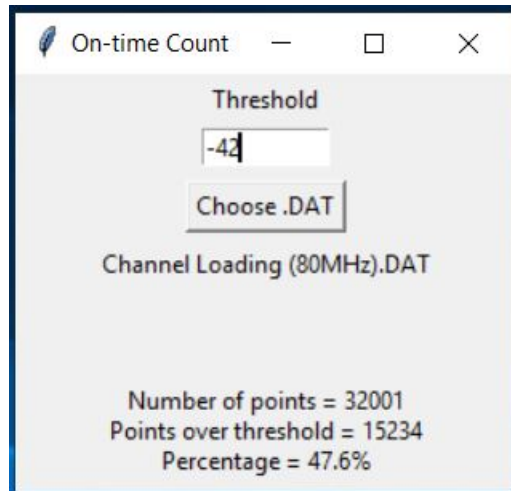 On-time Count
Threshold
-42
Choose .DAT
Channel Loading (80MHz).DAT
Number of points = 32001
Points over threshold = 15234
Percentage = 47.6%